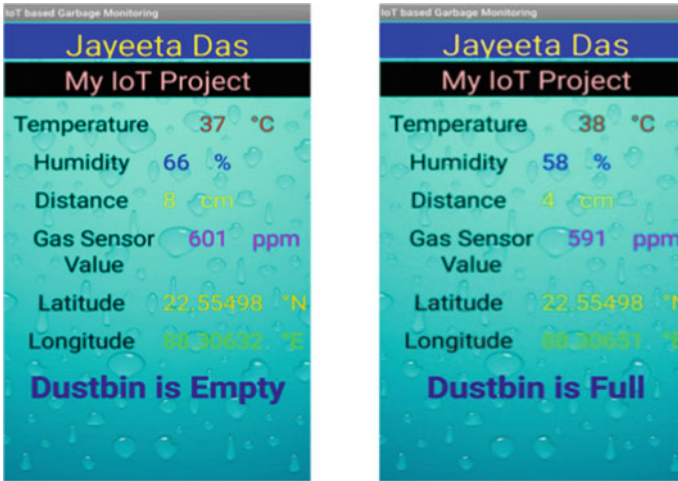 IoT based Garbage Monitoring
Jayeeta Das
My IoT Project
Temperature 37 °C
Humidity 66 %
Distance 8 cm
Gas Sensor 601 ppm
Value
Latitude 22.55498 °N
Longitude 88.30632. °E
Dustbin is Empty
IoT based Garbage Monitoring
Jayeeta Das
My IoT Project
Temperature 38 °C
Humidity 58 %
Distance 4 cm
Gas Sensor 591 ppm
Value
Latitude 22.55498 °N
Longitude 88.30651. °E
Dustbin is Full